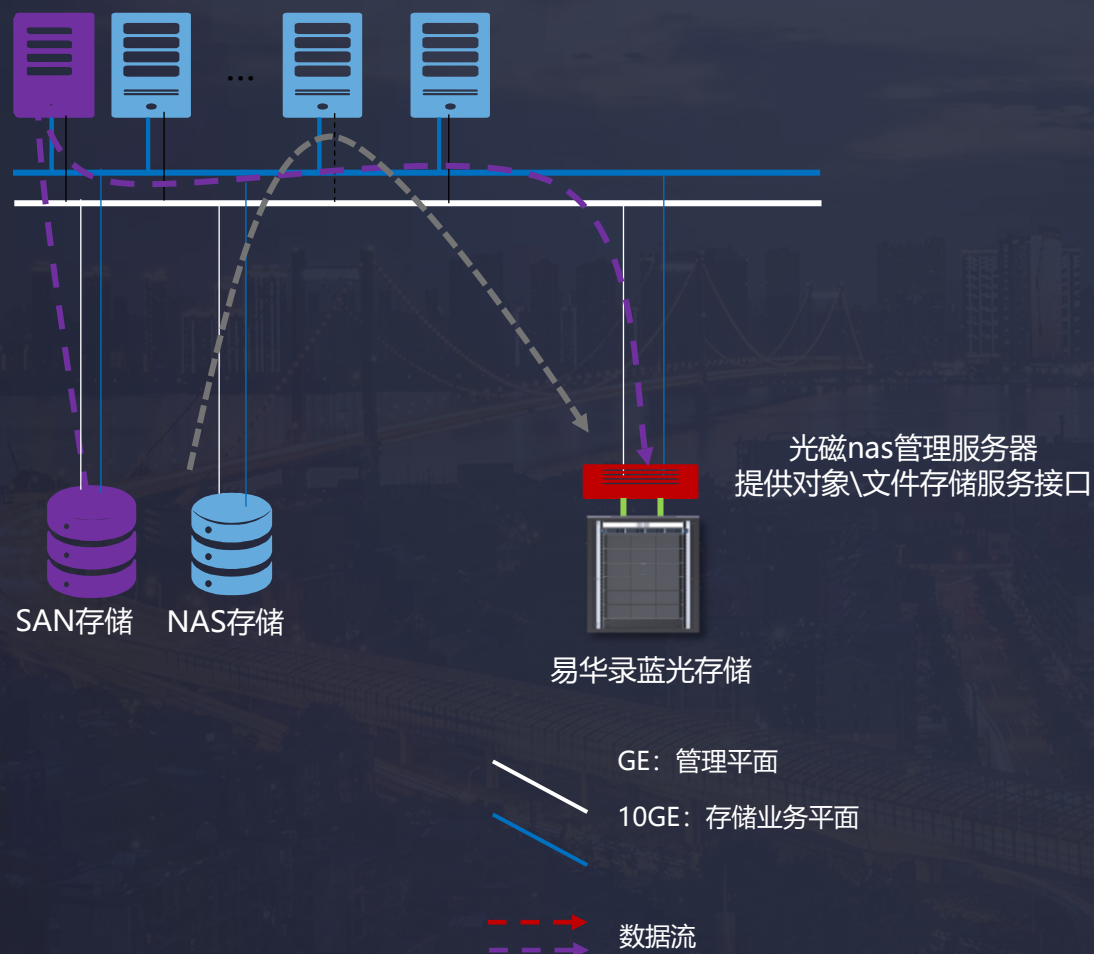 ...
光磁nas管理服务器
提供对象\文件存储服务接口
SAN存储
NAS存储
易华录蓝光存储
GE：管理平面
10GE：存储业务平面
数据流